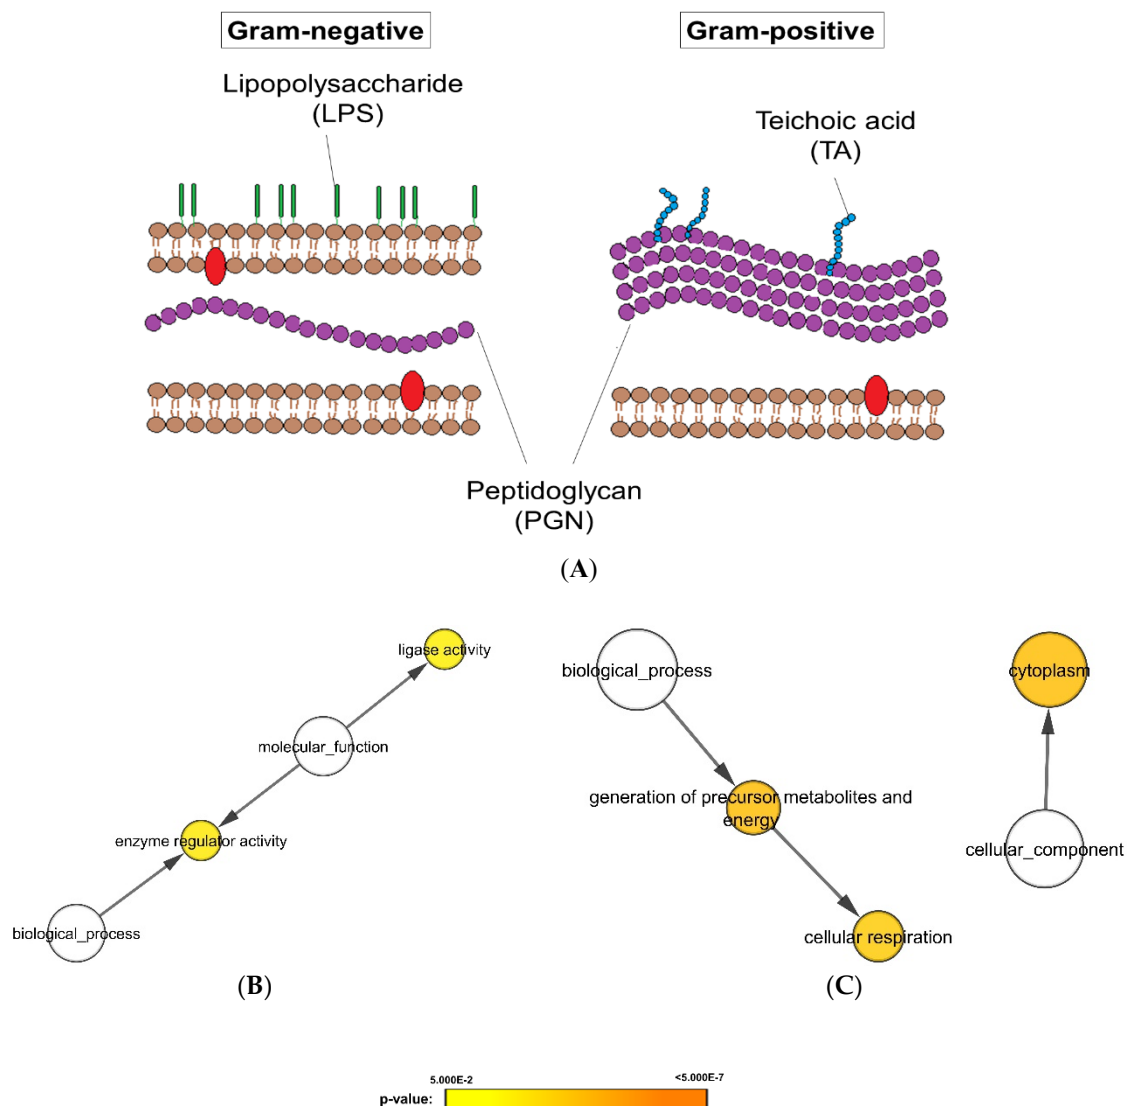 Gram-negative
Gram-positive
Lipopolysaccharide
(LPS)
Teichoic acid
(TA)
Peptidoglycan
(PGN)
(A)
ligase activity
molecular_function
enzyme regulator activity
biological_process
(B)
biological_process
generation of precursor metabolites and
energy
cellular respiration
cytoplasm
cellular_component
(C)
5.000E-2
<5.000E-7
p-value: